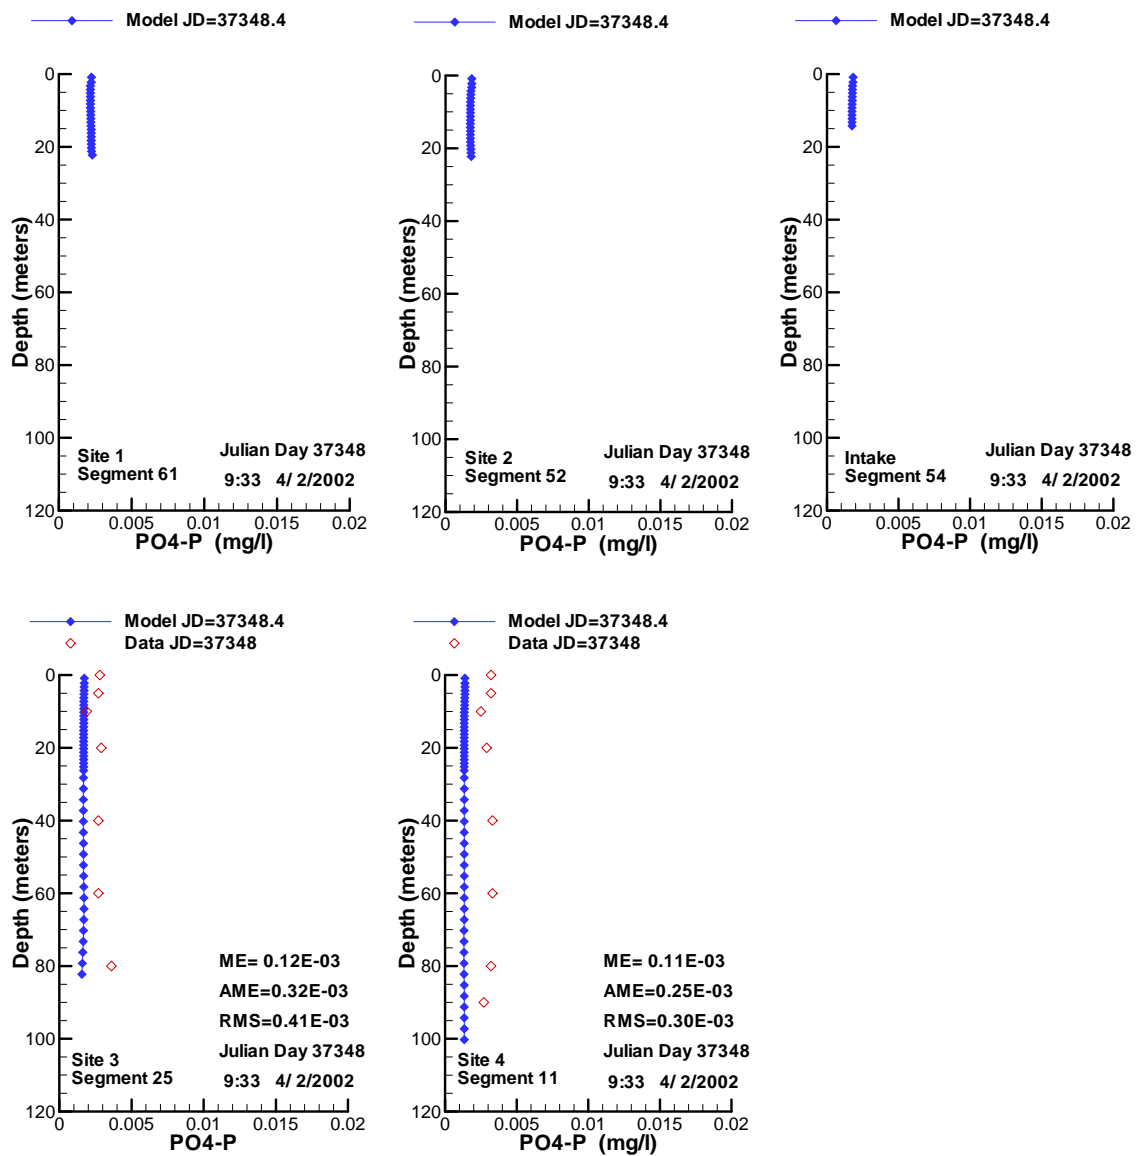 Model JD=37348.4
0
20
40
60
80
100
120
Depth (meters)
Site 1
Segment 61
Julian Day 37348
9:33 4/ 2/2002
0 0.005 0.01 0.015 0.02
PO4-P (mg/l)
Model JD=37348.4
0
20
40
60
80
100
120
Depth (meters)
Site 2
Segment 52
Julian Day 37348
9:33 4/ 2/2002
0 0.005 0.01 0.015 0.02
PO4-P (mg/l)
Model JD=37348.4
0
20
40
60
80
100
120
Depth (meters)
Intake
Segment 54
Julian Day 37348
9:33 4/ 2/2002
0 0.005 0.01 0.015 0.02
PO4-P (mg/l)
Model JD=37348.4
Data JD=37348
0
20
40
60
80
100
120
Depth (meters)
ME= 0.12E-03
AME=0.32E-03
RMS=0.41E-03
Site 3
Segment 25
Julian Day 37348
9:33 4/ 2/2002
0 0.005 0.01 0.015 0.02
PO4-P
Model JD=37348.4
Data JD=37348
0
20
40
60
80
100
120
Depth (meters)
ME= 0.11E-03
AME=0.25E-03
RMS=0.30E-03
Site 4
Segment 11
Julian Day 37348
9:33 4/ 2/2002
0 0.005 0.01 0.015 0.02
PO4-P (mg/l)